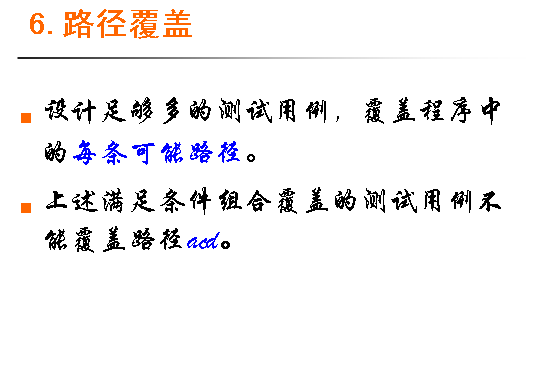 6. 路径覆盖
设计足够多的测试用例，覆盖程序中
的每条可能路径。
上述满足条件组合覆盖的测试用例不
能覆盖路径acd。